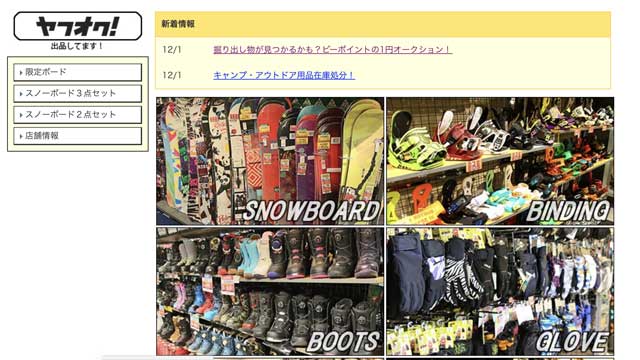 ヤフオク!
出品してます！
限定ボード
スノーボード３点セット
スノーボード２点セット
店舗情報
新着情報
12/1 掘り出し物が見つかるかも？ビーポイントの1円オークション！
12/1 キャンプ・アウトドア用品在庫処分！
SNOWBOARD
BINDING
BOOTS
GLOVE